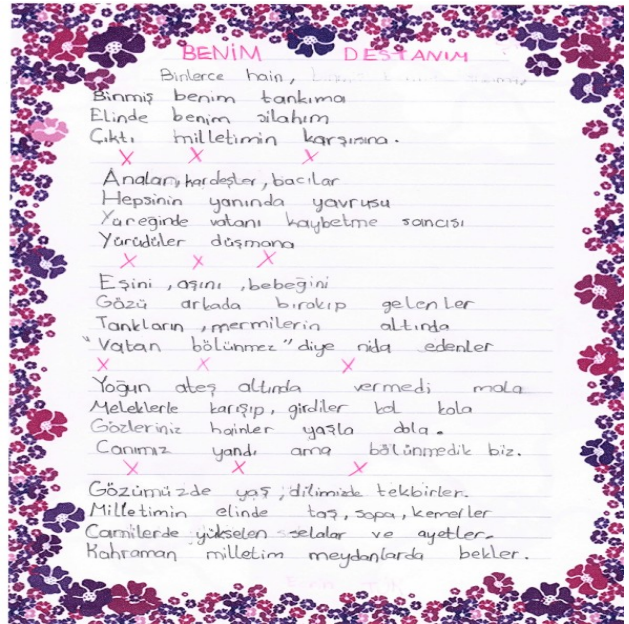 BENİM DESTANIM
Binlerce hain,
Binmiş benim tankıma
Elinde benim silahım
Çıktı milletimin karşısına.
X X X
Analar, kardeşler, bacılar
Hepsinin yanında yavrusu
Yüreğinde vatanı kaybetme sancısı
Yürüdüler düşmana
X X X
Eşini, aşını, bebeğini
Gözü arkada bırakıp gelenler
Tankların, mermilerin altında
"Vatan bölünmez" diye nida edenler
X X X
Yoğun ateş altında vermedi mola
Meleklerle karışıp, girdiler kol kola
Gözleriniz hainler yaşla dola.
Canımız yandı ama bölünmedik biz.
X X X
Gözümüzde yaş, dilimizde tekbirler.
Milletimin elinde taş, sopa, kemerler
Camilerde yükselen selalar ve ayetler.
Kahraman milletim meydanlarda bekler.